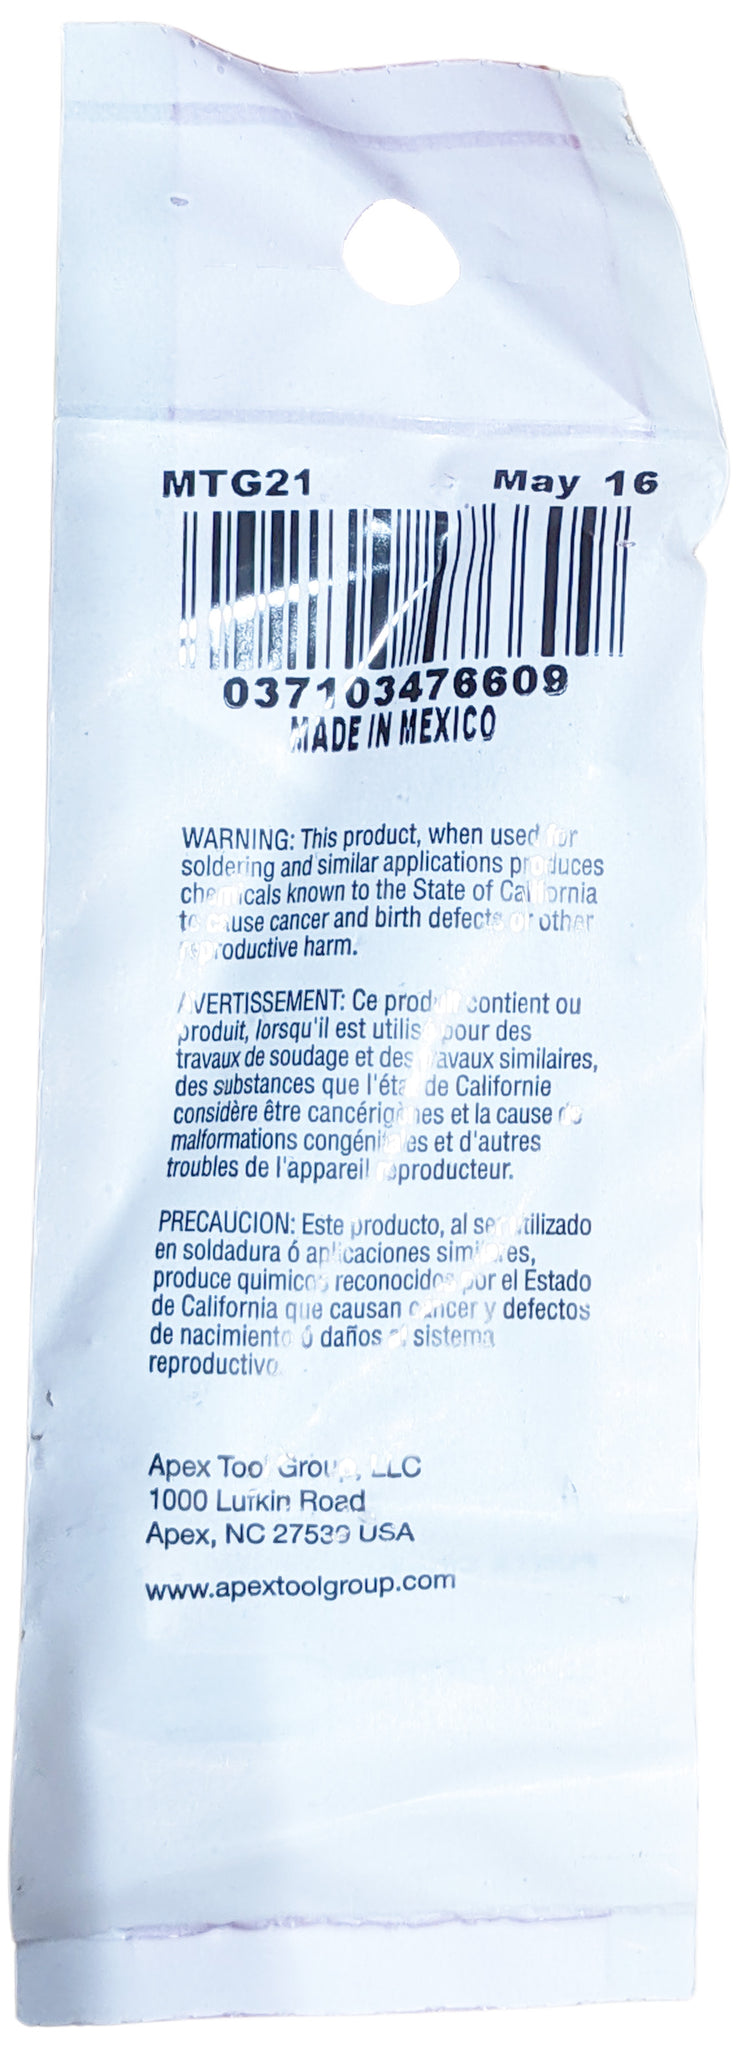 MTG21 May 16
037103476609
MADE IN MEXICO
WARNING: This product, when used for
soldering and similar applications produces
chemicals known to the State of California
to cause cancer and birth defects or other
reproductive harm.
AVERTISSEMENT: Ce produit contient ou
produit, lorsqu'il est utilisé pour des
travaux de soudage et des travaux similaires,
des substances que l'état de Californie
considère être cancérigènes et la cause de
malformations congénitales et d'autres
troubles de l'appareil reproducteur.
PRECAUCION: Este producto, al ser utilizado
en soldadura ó aplicaciones similares,
produce quimicos reconocidos por el Estado
de California que causan cancer y defectos
de nacimiento ó daños al sistema
reproductivo.
Apex Tool Group, LLC
1000 Lufkin Road
Apex, NC 27539 USA
www.apextoolgroup.com